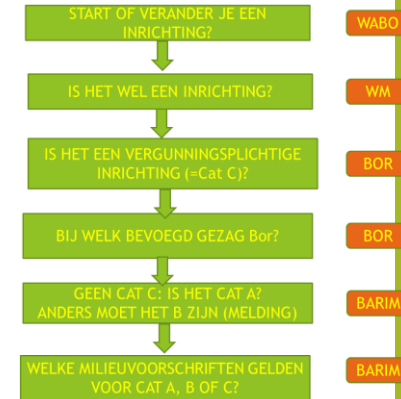 START OF VERANDER JE EEN
INRICHTING?
WABO
IS HET WEL EEN INRICHTING?
WM
IS HET EEN VERGUNNINGSPLICHTIGE
INRICHTING (=Cat C)?
BOR
BIJ WELK BEVOEGD GEZAG Bor?
BOR
GEEN CAT C: IS HET CAT A?
ANDERS MOET HET B ZIJN (MELDING)
BARIM
WELKE MILIEUVOORSCHRIFTEN GELDEN
VOOR CAT A, B OF C?
BARIM